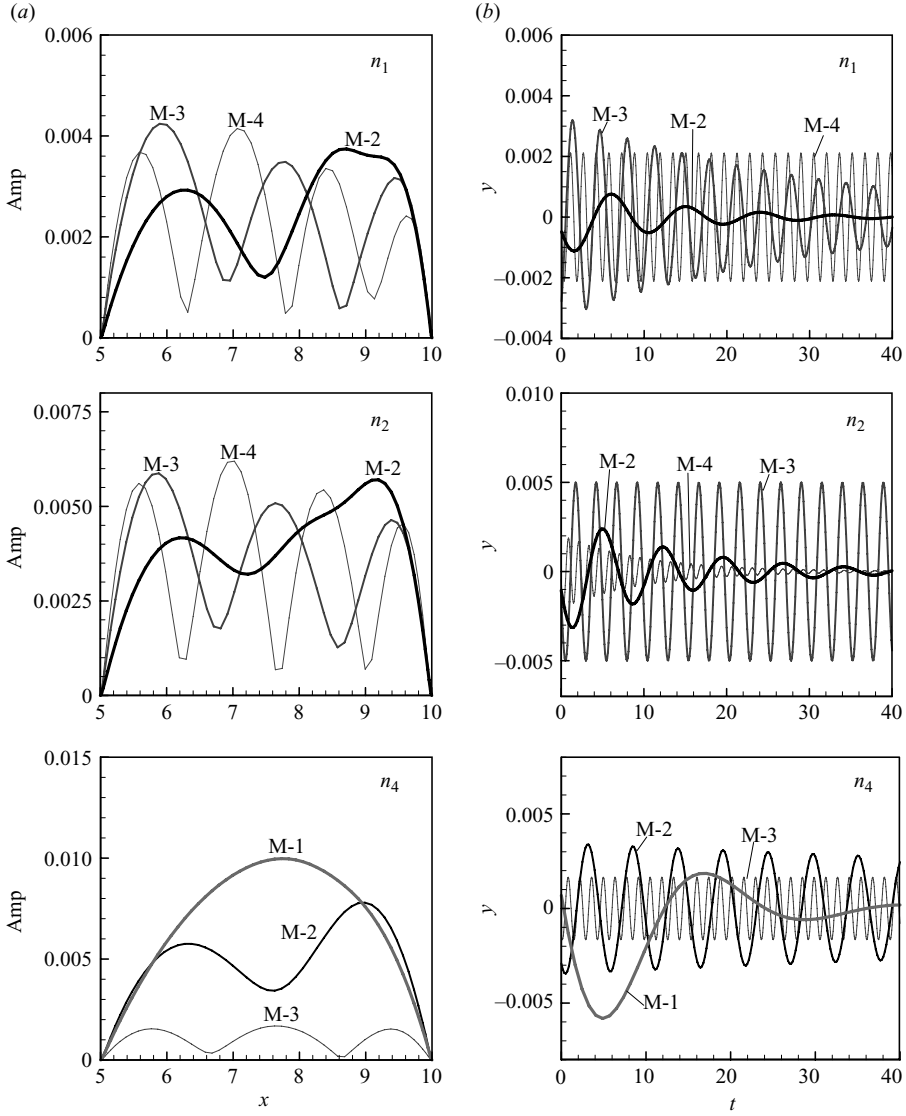 (a)
(b)
0.006
n1
M-3
M-4
M-2
0.004
Amp
0.002
0
5 6 7 8 9 10
0.006
n1
0.004
M-3
M-2
M-4
0.002
y
0
–0.002
–0.004
0 10 20 30 40
n2
0.0075
M-3
M-4
M-2
0.0050
Amp
0.0025
0
5 6 7 8 9 10
0.010
n2
M-2
M-4
M-3
0.005
y
0
–0.005
0 10 20 30 40
0.015
n4
M-1
0.010
Amp
M-2
0.005
M-3
0
5 6 7 8 9 10
x
n4
0.005
M-2
M-3
y
0
–0.005
M-1
0 10 20 30 40
t